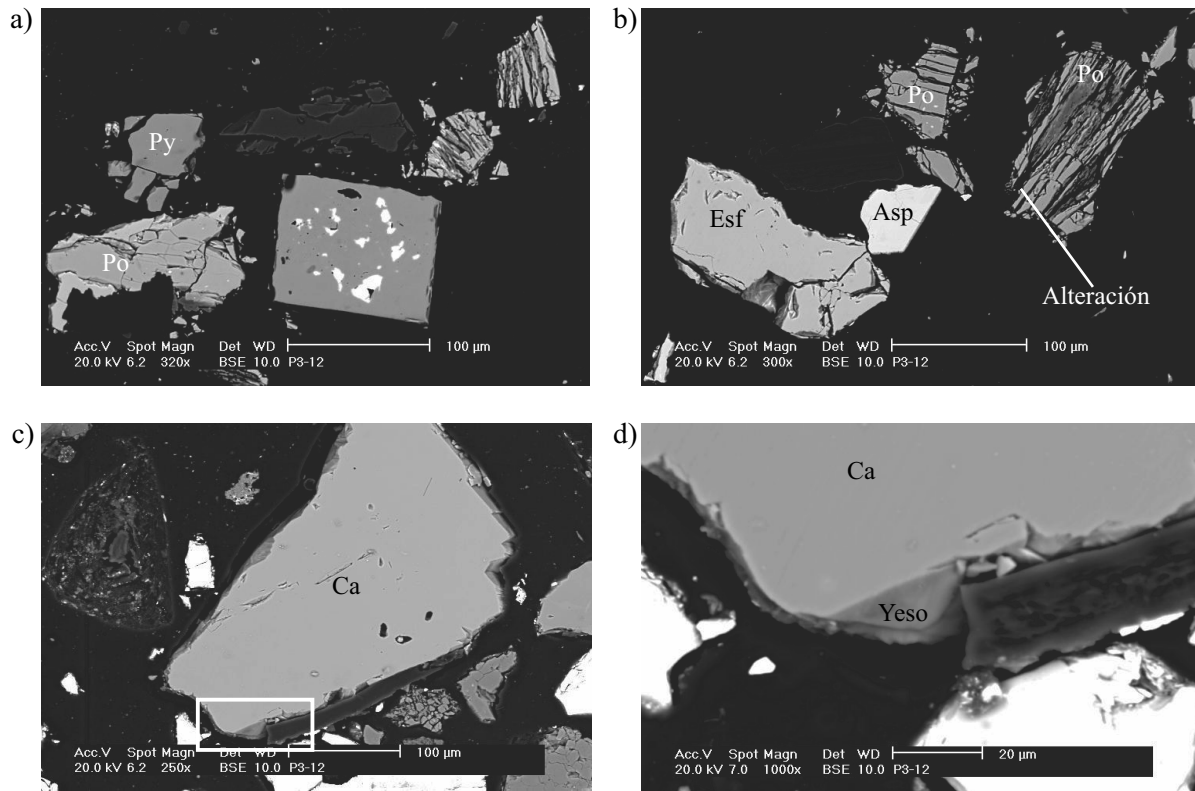 a)
Py
Po
Acc.V Spot Magn Det WD
20.0 kV 6.2 320x BSE 10.0 P3-12
100 µm
b)
Po
Po
Esf
Asp
Alteración
Acc.V Spot Magn Det WD
20.0 kV 6.2 300x BSE 10.0 P3-12
100 µm
c)
Ca
Acc.V Spot Magn Det WD
20.0 kV 6.2 250x BSE 10.0 P3-12
100 µm
d)
Ca
Yeso
Acc.V Spot Magn Det WD
20.0 kV 7.0 1000x BSE 10.0 P3-12
20 µm